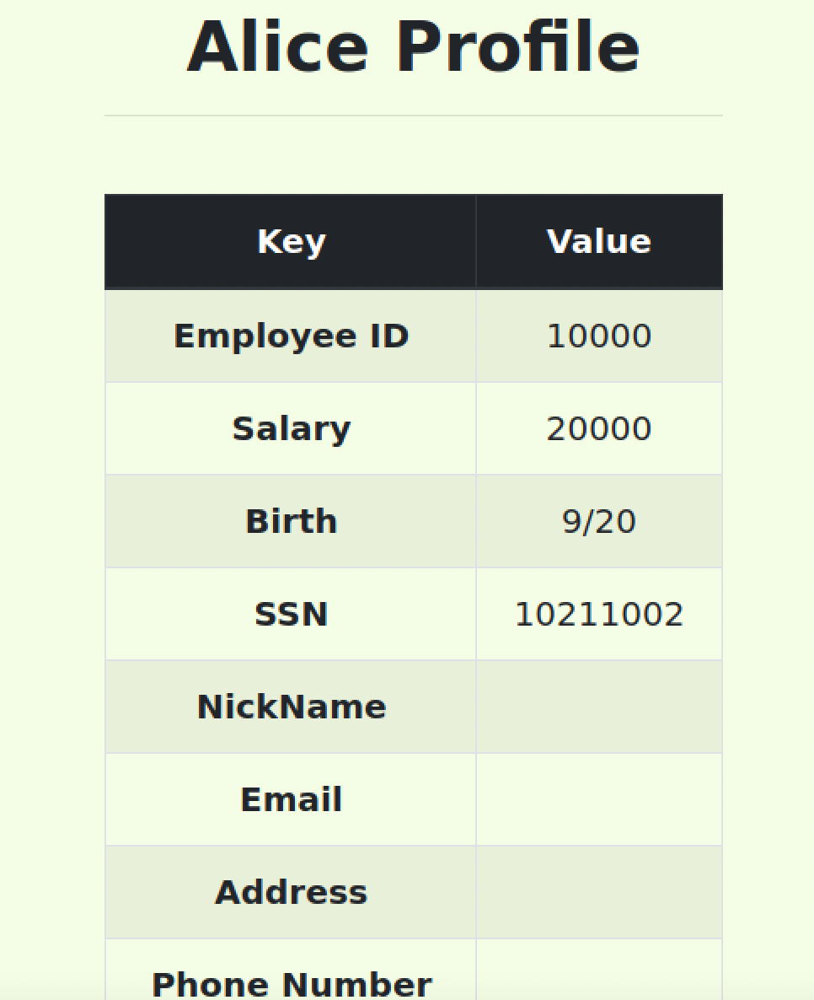 Alice Profile
Key Value
Employee ID 10000
Salary 20000
Birth 9/20
SSN 10211002
NickName
Email
Address
Phone Number